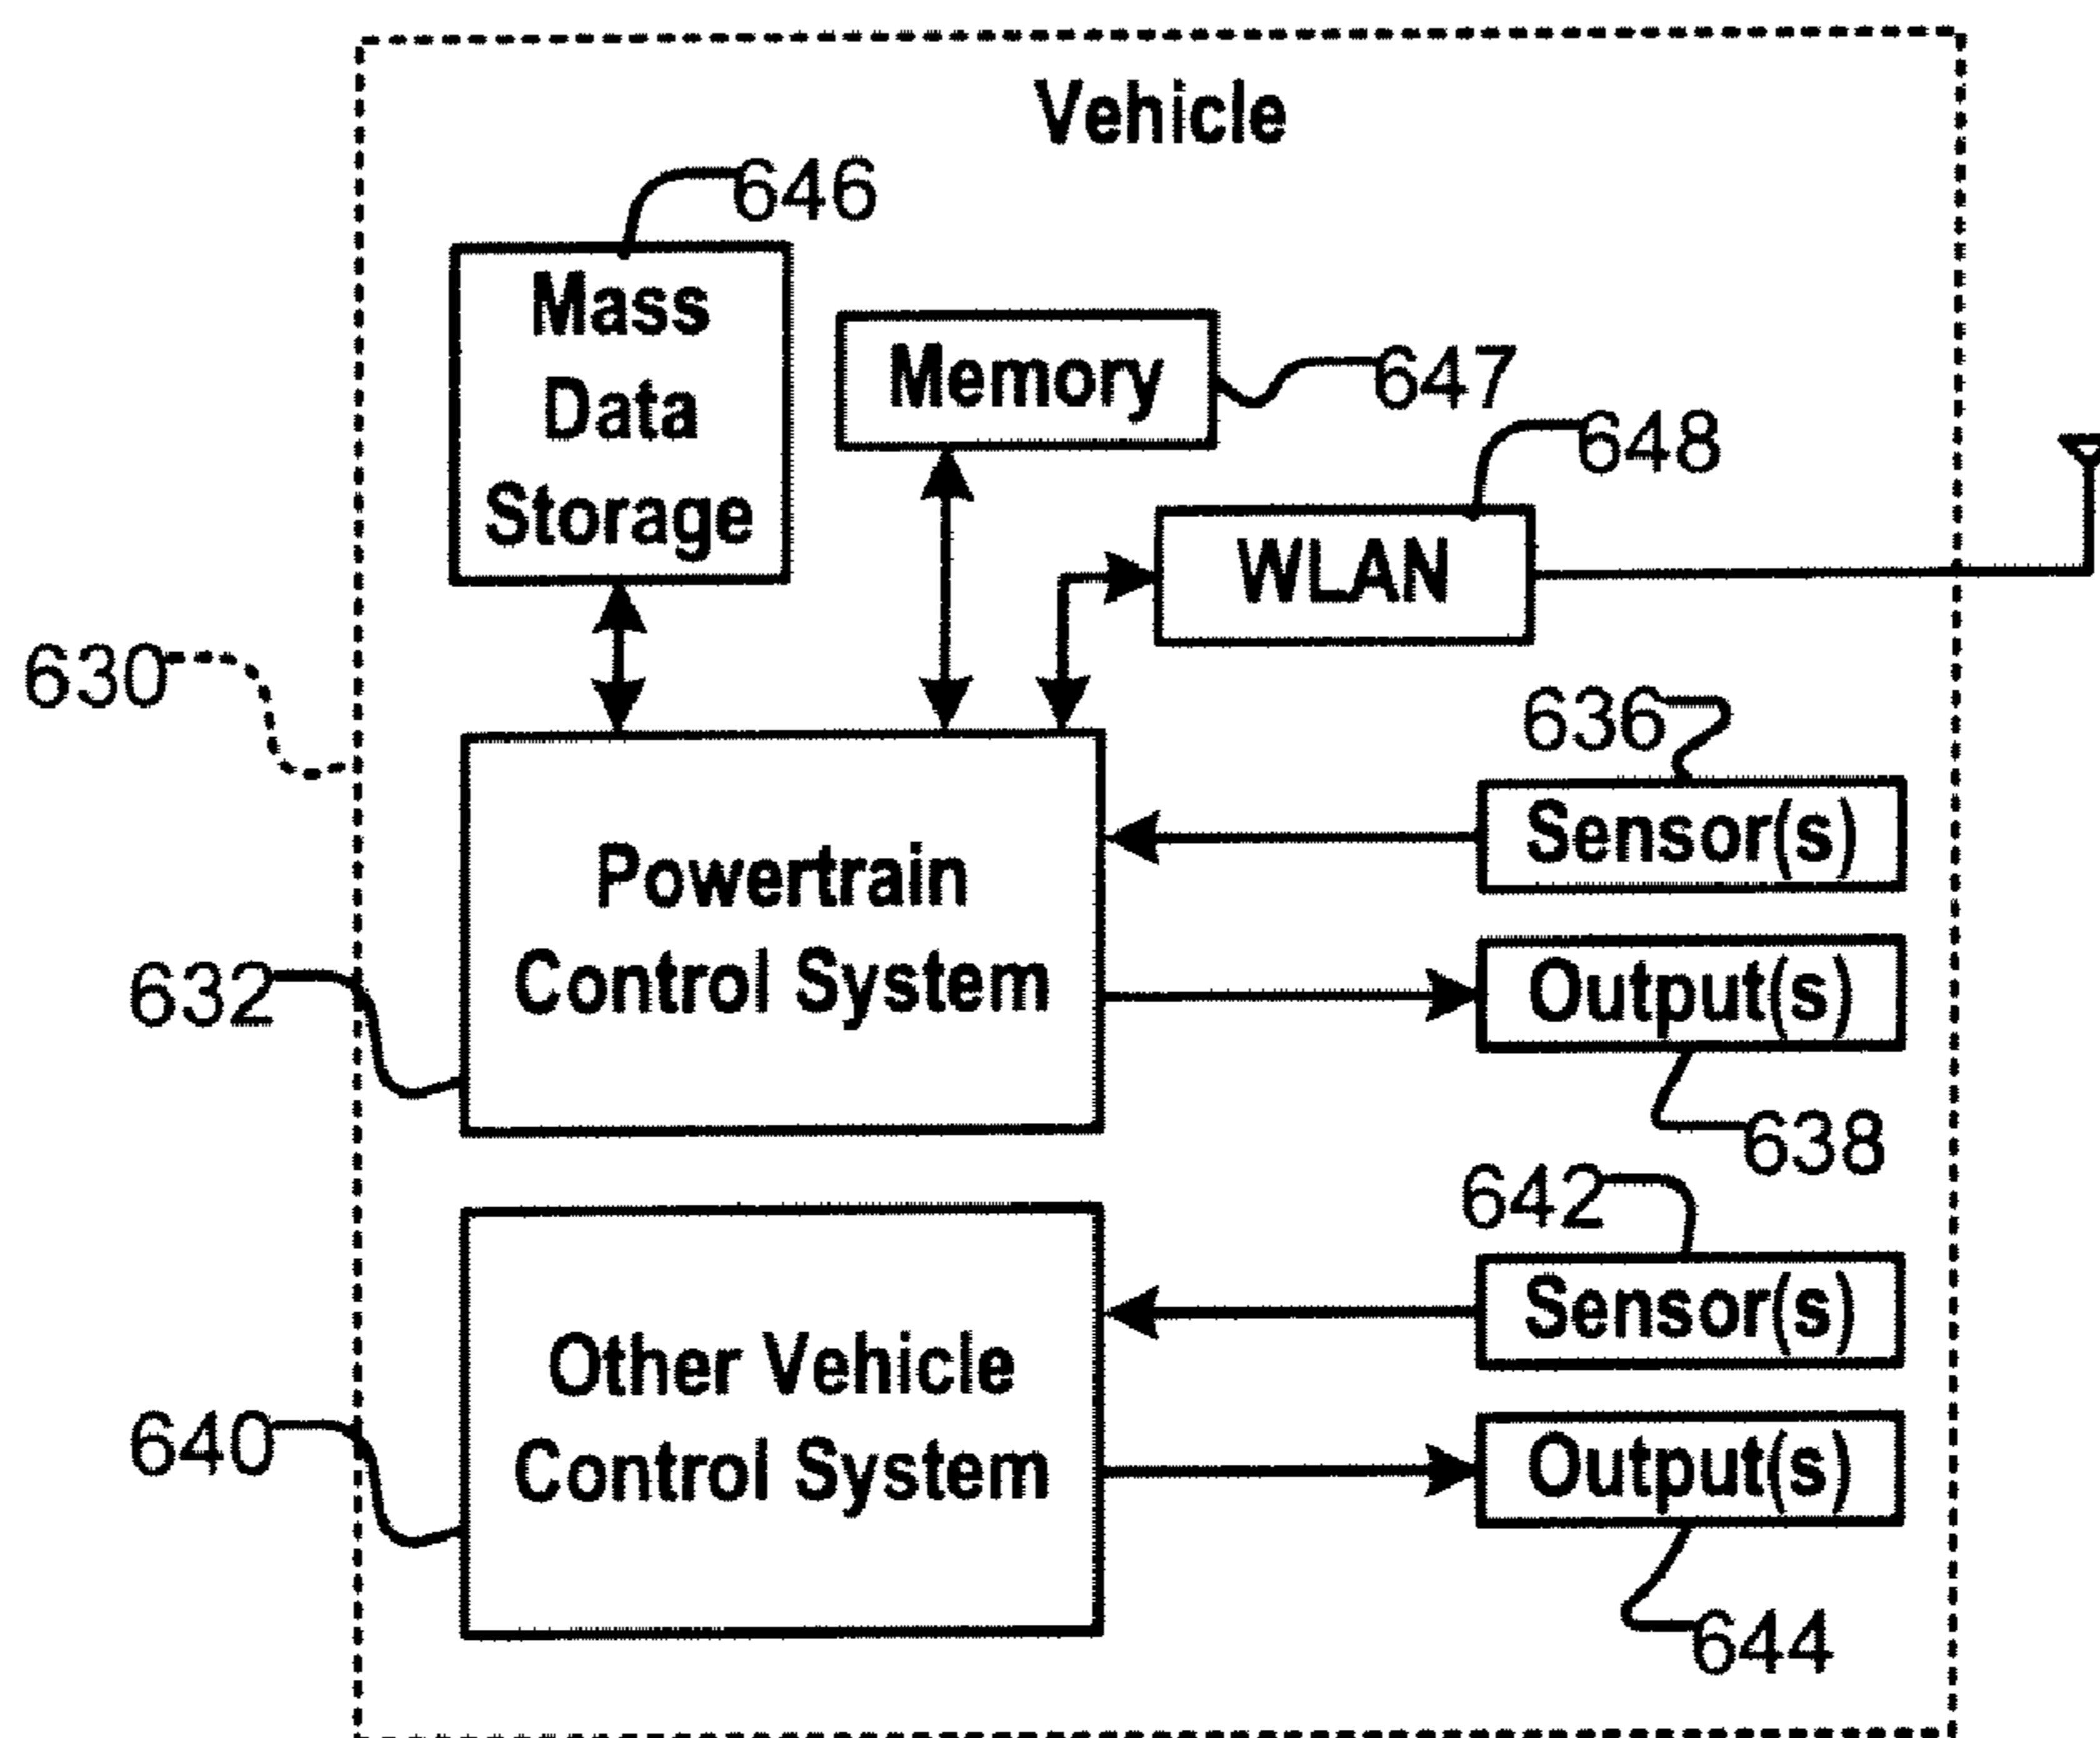 Vehicle
646
Mass
Data
Storage
Memory
647
648
WLAN
630
636
Sensor(s)
Powertrain
Control System
Output(s)
632
638
642
Sensor(s)
Other Vehicle
Control System
Output(s)
640
644